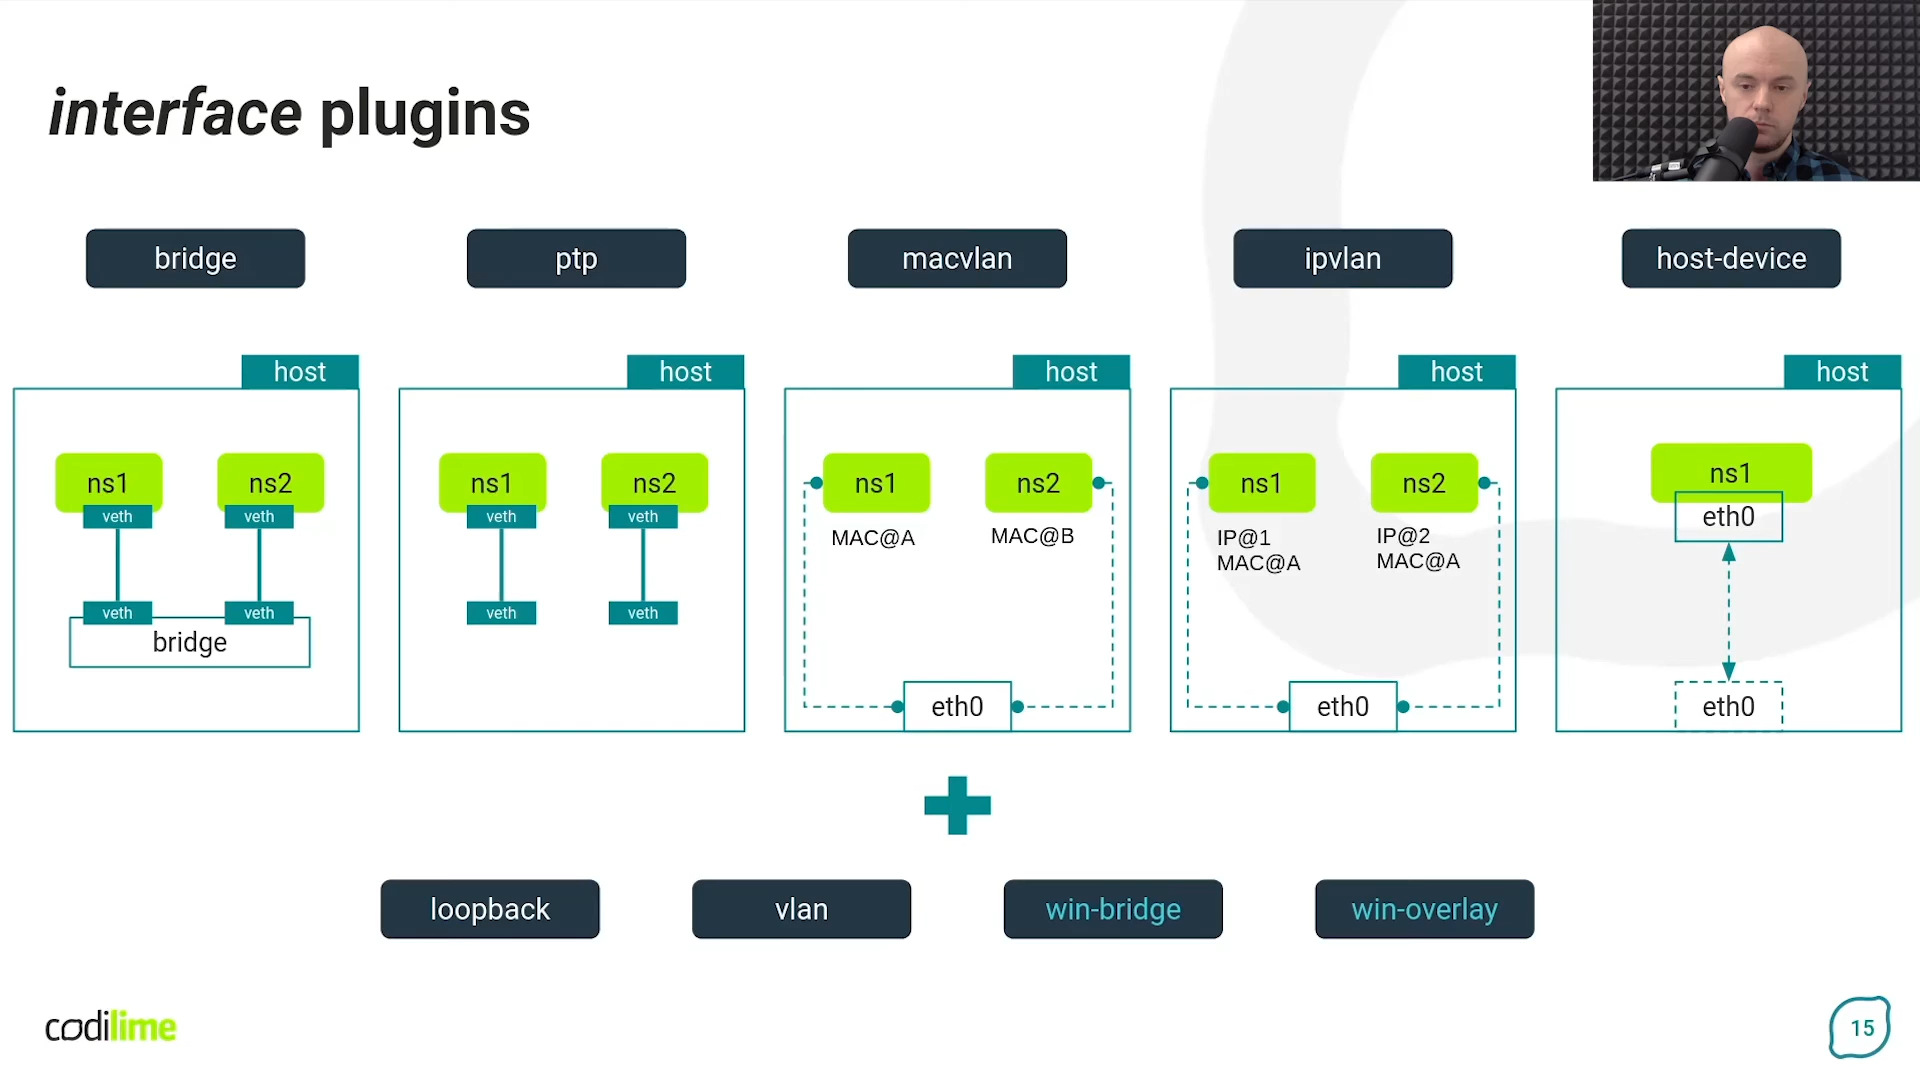 interface plugins
bridge
ptp
macvlan
ipvlan
host-device
host
ns1
ns2
veth
veth
veth
veth
bridge
host
ns1
ns2
veth
veth
veth
veth
host
ns1
ns2
MAC@A
MAC@B
eth0
host
ns1
ns2
IP@1
MAC@A
IP@2
MAC@A
eth0
host
ns1
eth0
eth0
loopback
vlan
win-bridge
win-overlay
codilime
15